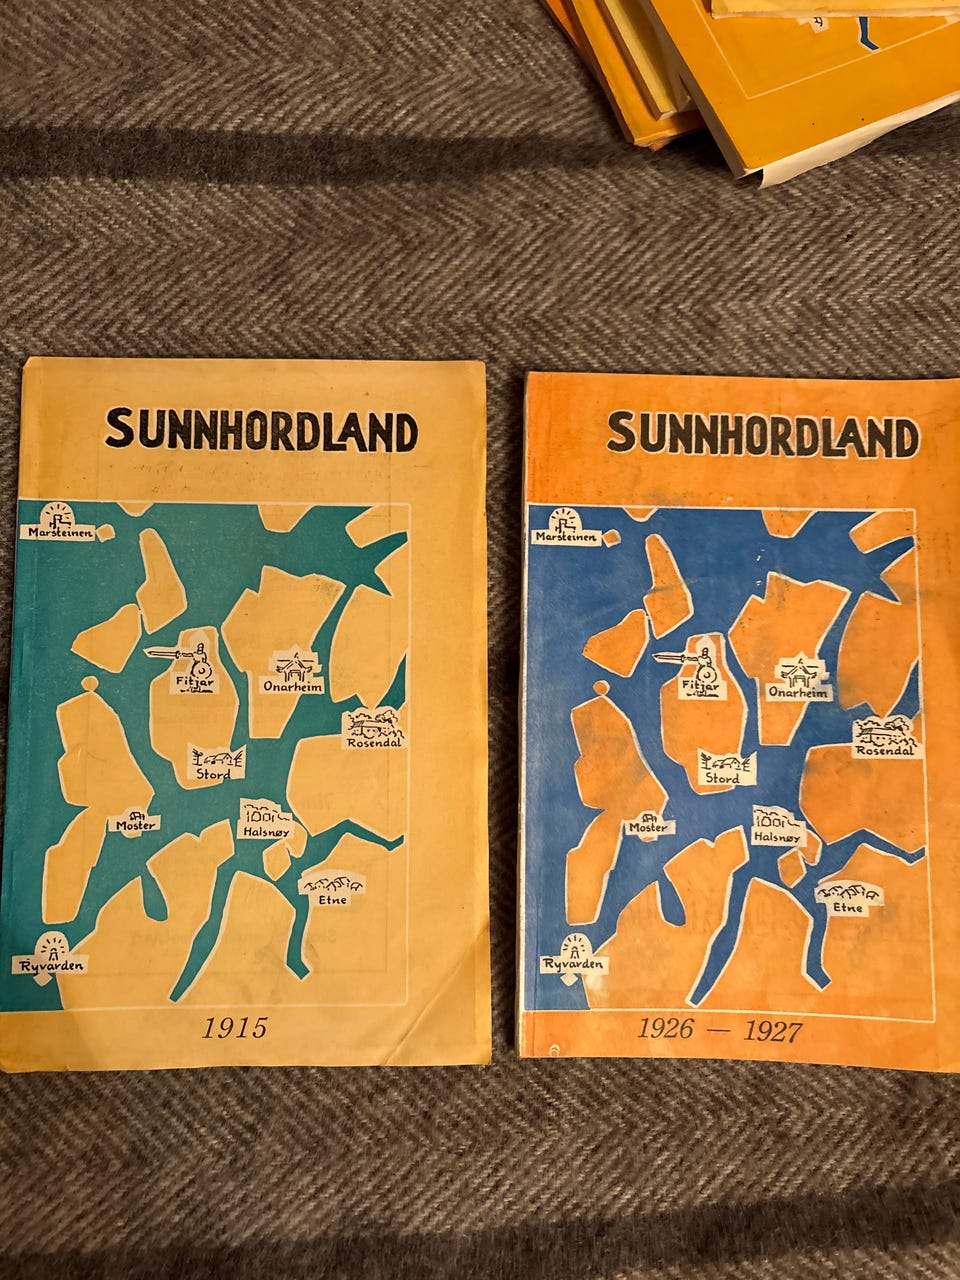 SUNNHORDLAND
Marsteinen
Fitjar
Onarheim
Rosendal
Stord
Moster
Halsnøy
Etne
Ryvarden
1915
SUNNHORDLAND
Marsteinen
Fitjar
Onarheim
Rosendal
Stord
Moster
Halsnøy
Etne
Ryvarden
1926 — 1927